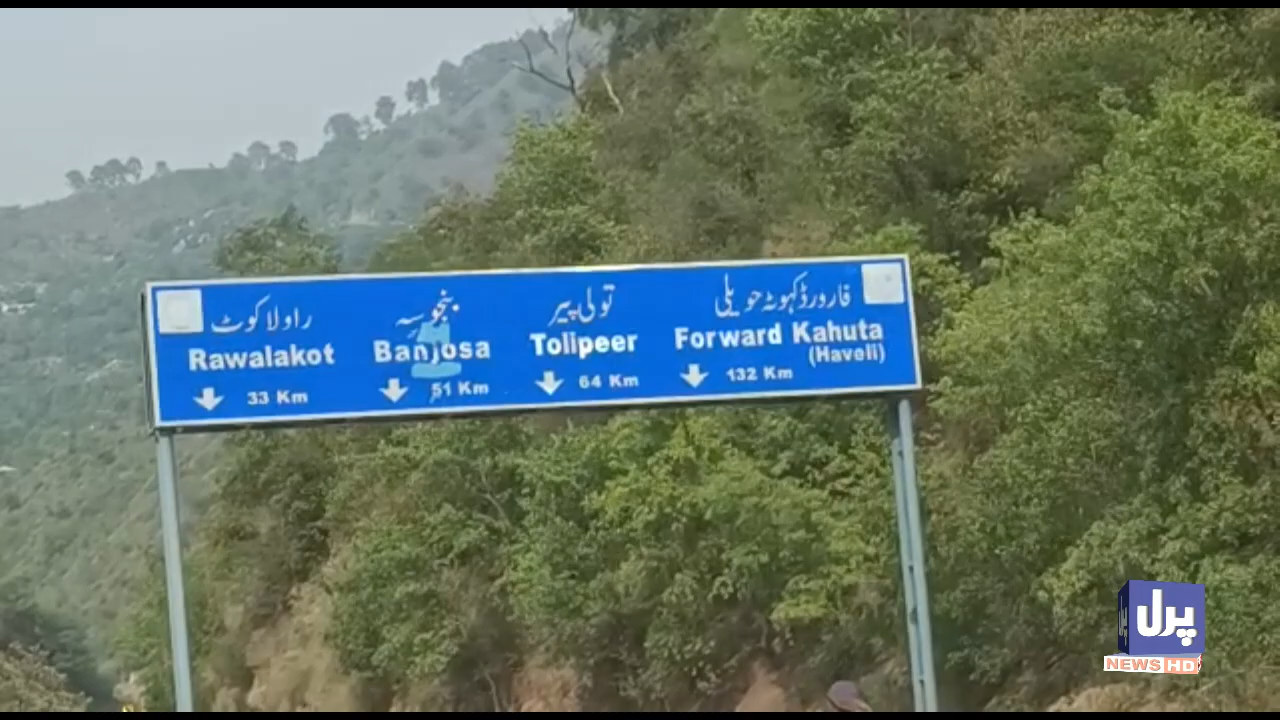 راولاکوٹ
Rawalakot
33 Km
بنجوسہ
Banjosa
51 Km
تولی پیر
Tolipeer
64 Km
فارورڈ کہوٹہ حویلی
Forward Kahuta
(Haveli)
132 Km
پرل
NEWS HD